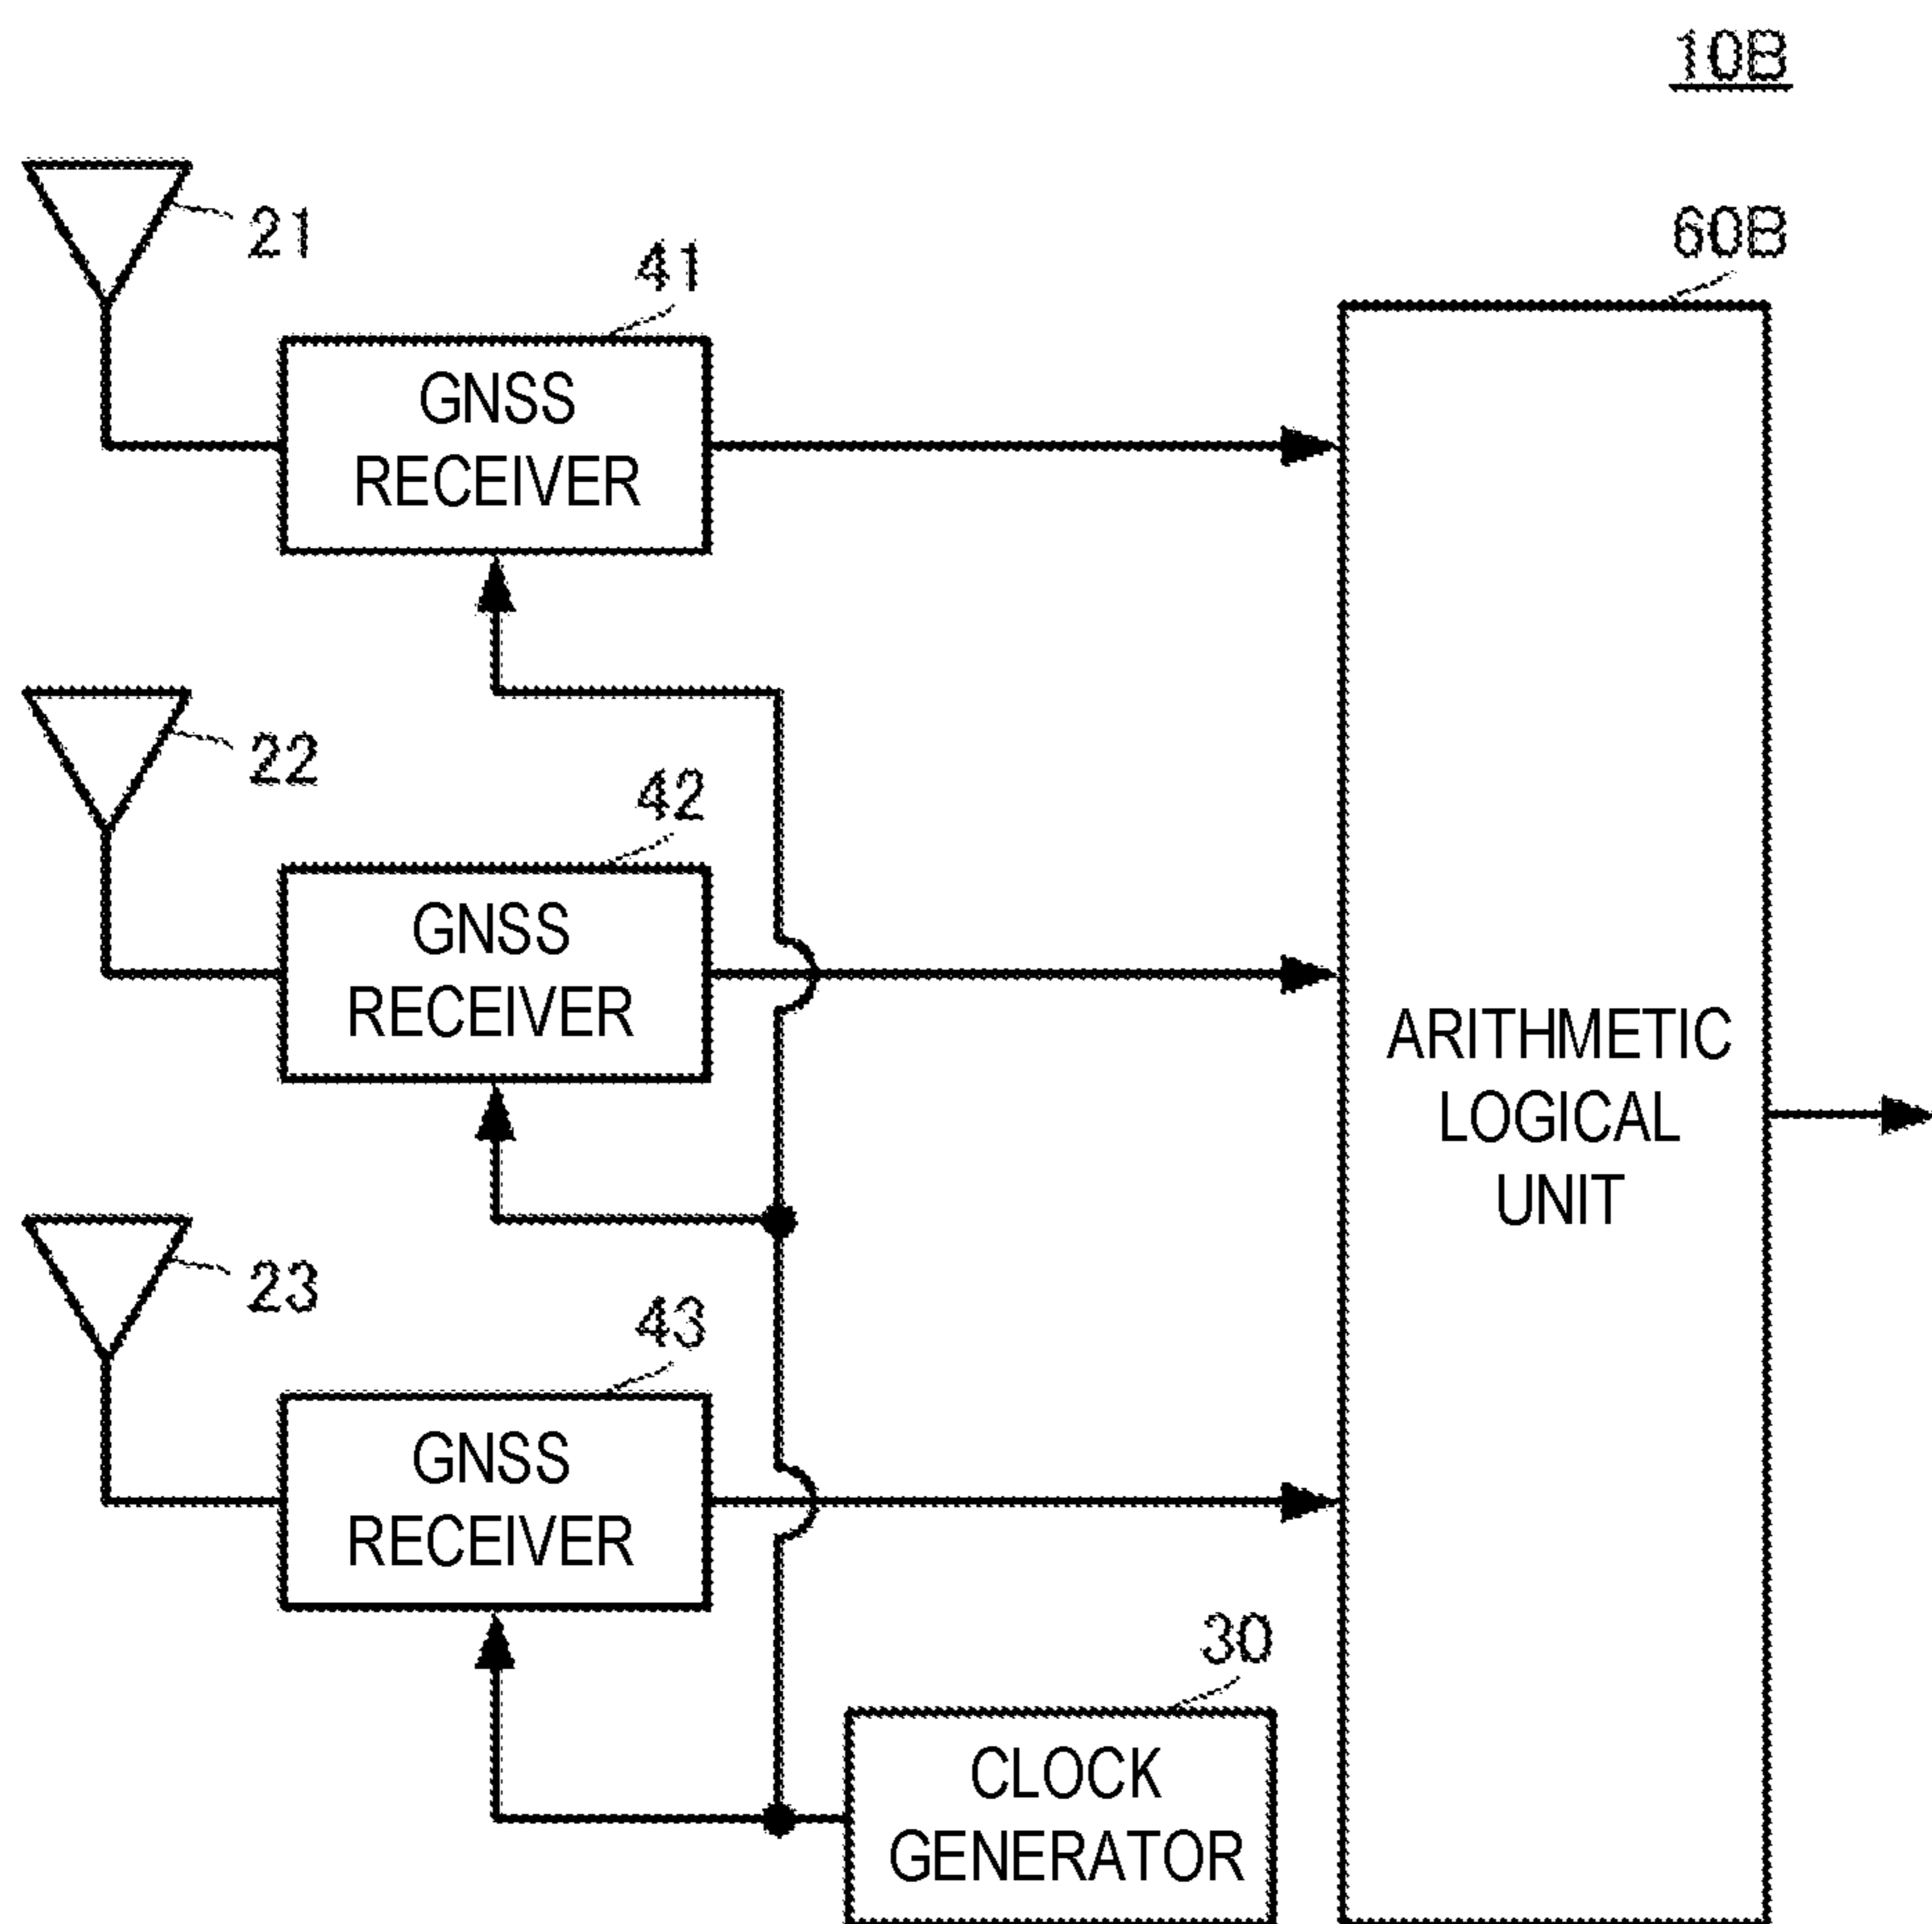 10B
21
41
60B
GNSS
RECEIVER
22
42
GNSS
RECEIVER
ARITHMETIC
LOGICAL
UNIT
23
43
GNSS
RECEIVER
30
CLOCK
GENERATOR